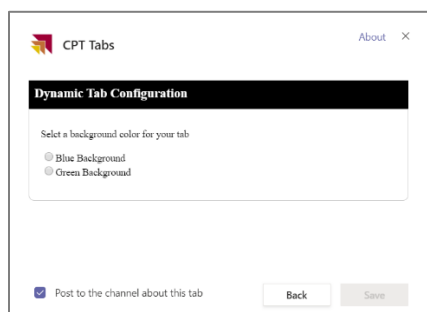 CPT Tabs
About
Dynamic Tab Configuration
Selct a background color for your tab
Blue Background
Green Background
Post to the channel about this tab
Back
Save